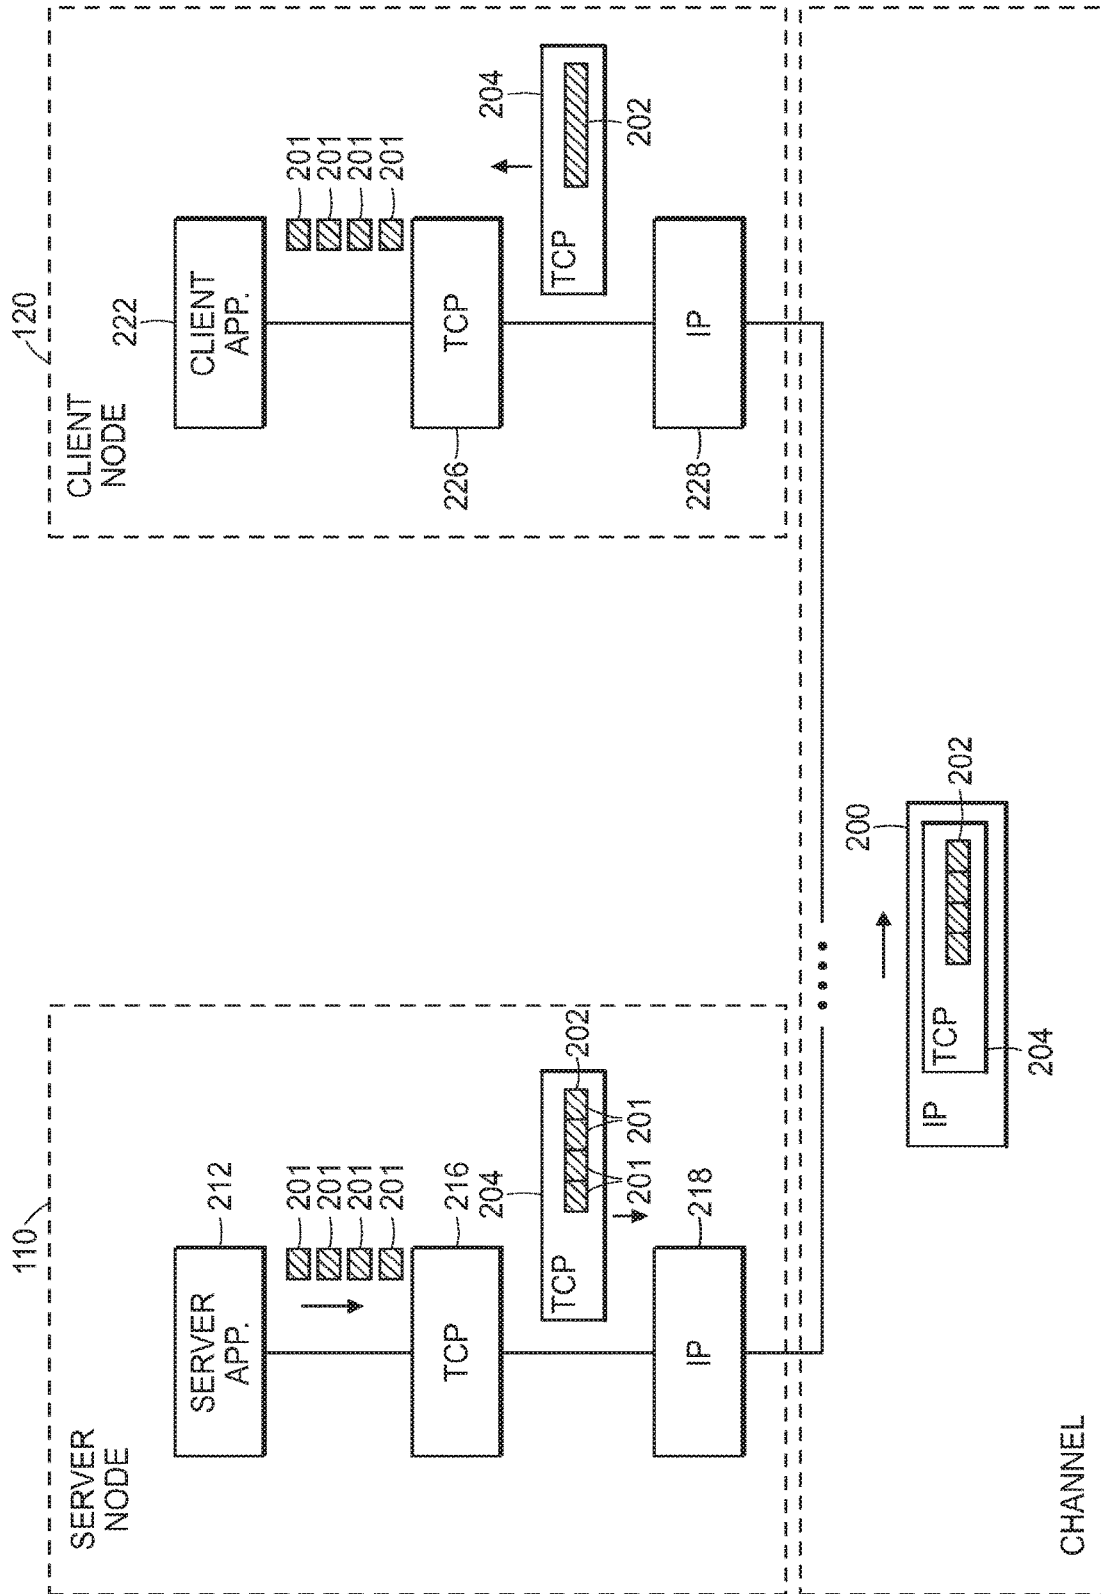 110
SERVER
NODE
212
SERVER
APP.
201
201
201
201
216
TCP
204
TCP
202
201
201
218
IP
120
CLIENT
NODE
222
CLIENT
APP.
201
201
201
201
226
TCP
204
TCP
202
228
IP
200
IP
TCP
202
204
CHANNEL